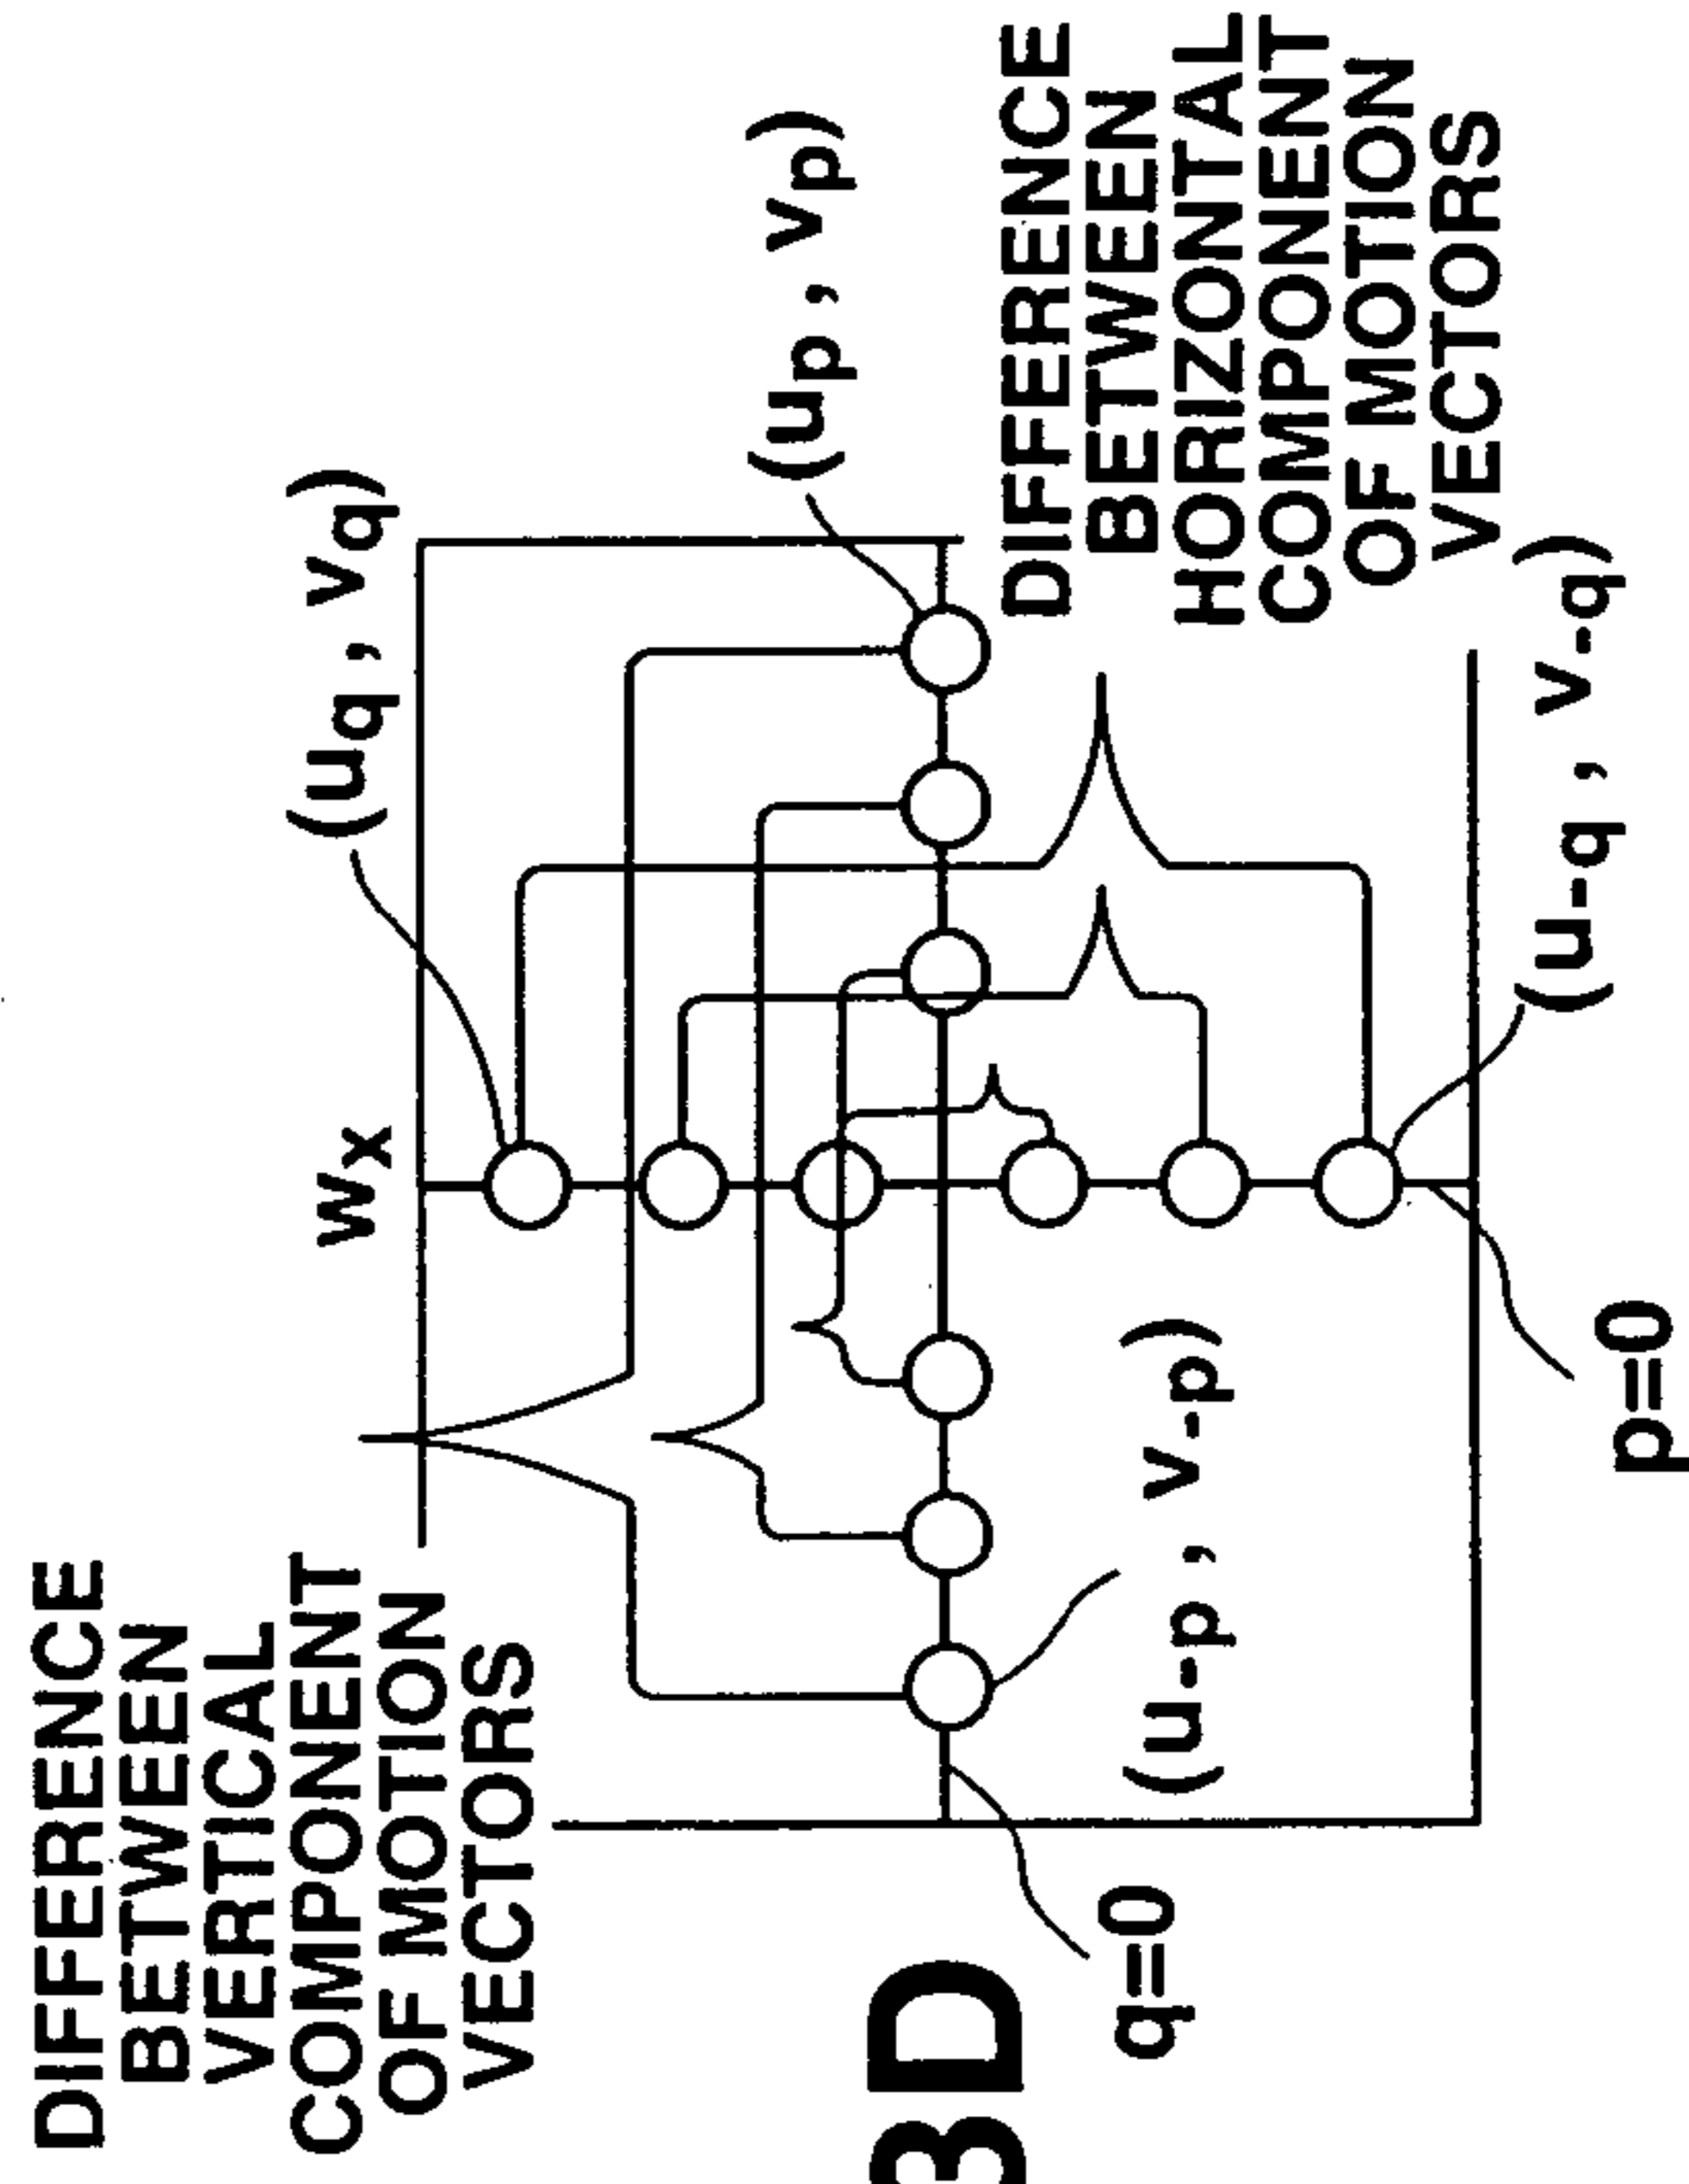 DIFFERENCE
BETWEEN
VERTICAL
COMPONENT
OF MOTION
VECTORS
Wx
(uq , vq)
(up , vp)
DIFFERENCE
BETWEEN
HORIZONTAL
COMPONENT
OF MOTION
VECTORS
3D
q=0
(u-p , v-p)
p=0
(u-q , v-q)